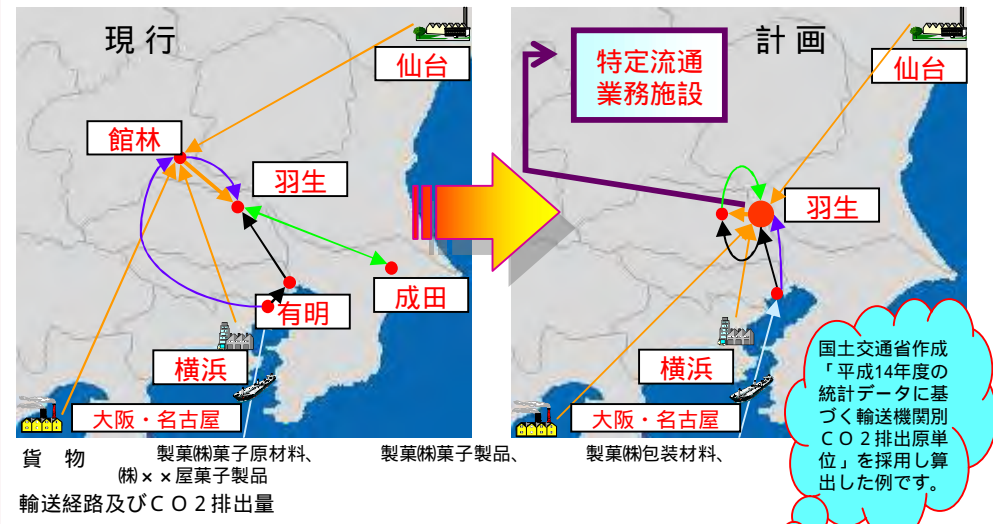 現行
仙台
館林
羽生
有明
成田
横浜
大阪・名古屋
計画
特定流通
業務施設
仙台
羽生
横浜
大阪・名古屋
国土交通省作成
「平成14年度の
統計データに基
づく輸送機関別
ＣＯ２排出原単
位」を採用し算
出した例です。
貨　物　製菓㈱菓子原材料、　製菓㈱菓子製品、　製菓㈱包装材料、
㈱××屋菓子製品
輸送経路及びＣＯ２排出量